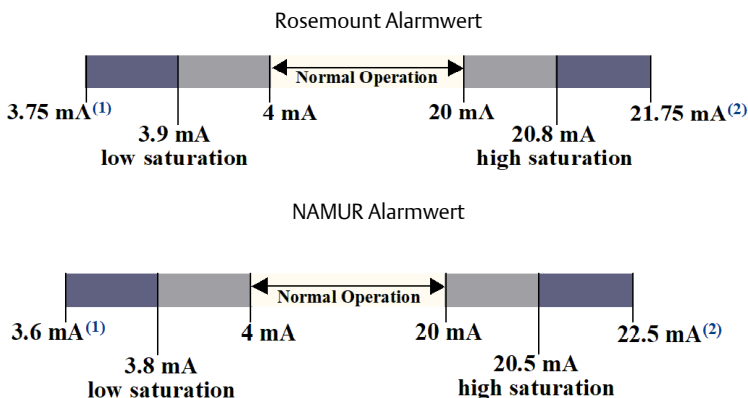 Rosemount Alarmwert
Normal Operation
3.75 mA(1)
3.9 mA
low saturation
4 mA
20 mA
20.8 mA
high saturation
21.75 mA(2)
NAMUR Alarmwert
Normal Operation
3.6 mA(1)
3.8 mA
low saturation
4 mA
20 mA
20.5 mA
high saturation
22.5 mA(2)